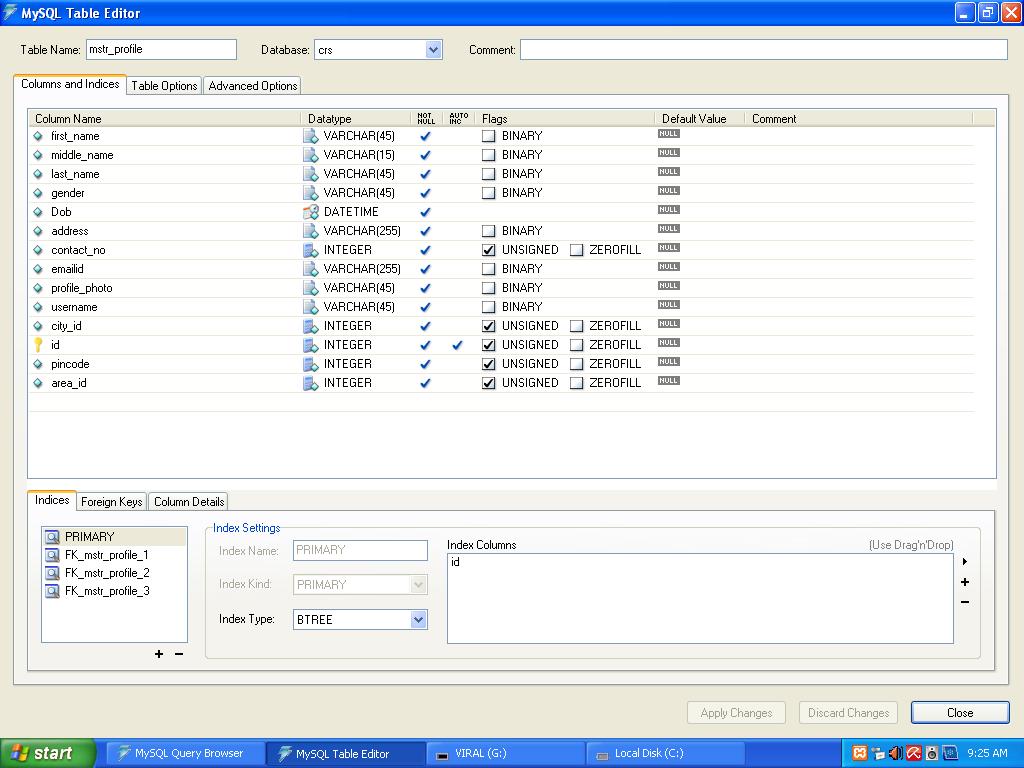 MySQL Table Editor
Table Name: mstr_profile Database: crs Comment:
Columns and Indices Table Options Advanced Options
Column Name Datatype NOT NULL AUTO INC Flags Default Value Comment
first_name VARCHAR(45) BINARY NULL
middle_name VARCHAR(15) BINARY NULL
last_name VARCHAR(45) BINARY NULL
gender VARCHAR(45) BINARY NULL
Dob DATETIME NULL
address VARCHAR(255) BINARY NULL
contact_no INTEGER UNSIGNED ZEROFILL NULL
emailid VARCHAR(255) BINARY NULL
profile_photo VARCHAR(45) BINARY NULL
username VARCHAR(45) BINARY NULL
city_id INTEGER UNSIGNED ZEROFILL NULL
id INTEGER UNSIGNED ZEROFILL NULL
pincode INTEGER UNSIGNED ZEROFILL NULL
area_id INTEGER UNSIGNED ZEROFILL NULL
Indices Foreign Keys Column Details
PRIMARY
FK_mstr_profile_1
FK_mstr_profile_2
FK_mstr_profile_3
Index Settings
Index Name: PRIMARY
Index Kind: PRIMARY
Index Type: BTREE
Index Columns (Use Drag'n'Drop)
id
Apply Changes Discard Changes Close
start MySQL Query Browser MySQL Table Editor VIRAL (G:) Local Disk (C:) 9:25 AM